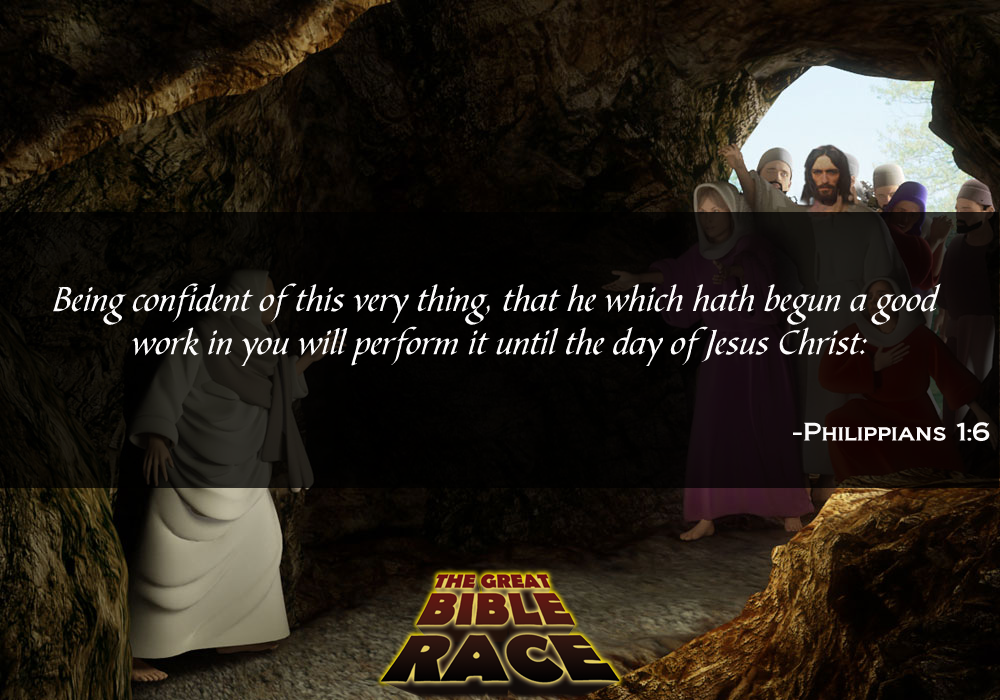 Being confident of this very thing, that he which hath begun a good
work in you will perform it until the day of Jesus Christ:
-Philippians 1:6
THE GREAT
BIBLE
RACE